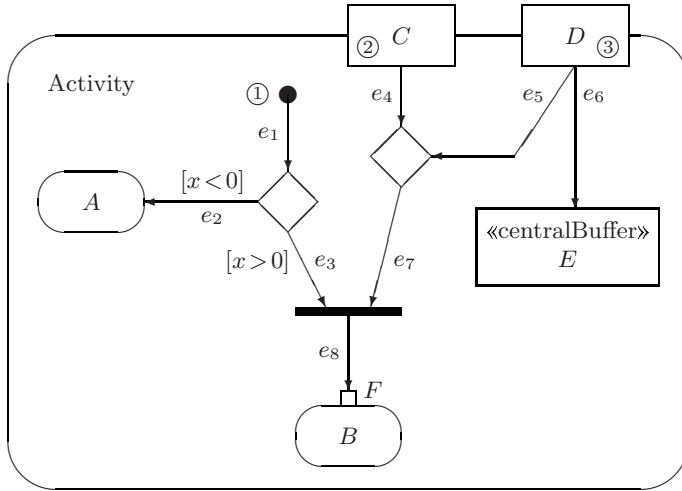 ② C
D ③
Activity
①
e₄
e₅
e₆
e₁
[x<0]
A
e₂
«centralBuffer»
E
[x>0]
e₃
e₇
e₈
F
B